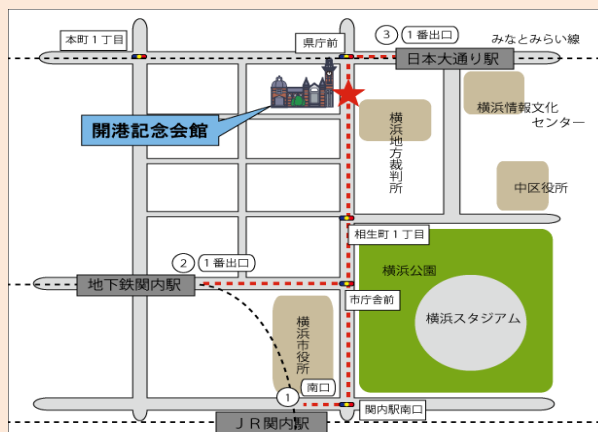 本町1丁目
県庁前
③
1番出口
みなとみらい線
日本大通り駅
開港記念会館
横浜地方裁判所
横浜情報文化
センター
中区役所
相生町1丁目
②
1番出口
地下鉄関内駅
横浜公園
市庁舎前
横浜スタジアム
横浜市役所
①
南口
関内駅南口
JR関内駅